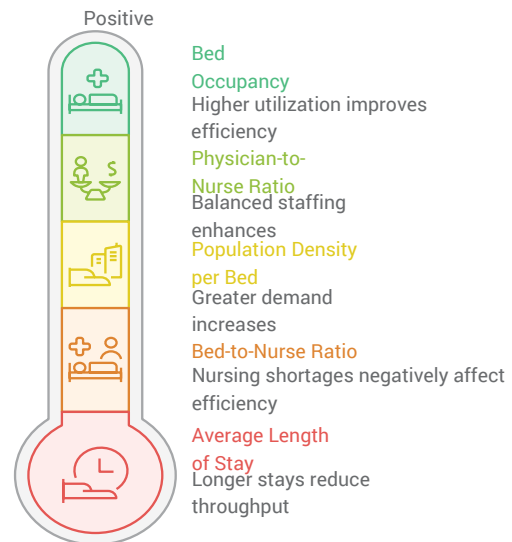 Positive
Bed
Occupancy
Higher utilization improves
efficiency
Physician-to-
Nurse Ratio
Balanced staffing
enhances
Population Density
per Bed
Greater demand
increases
Bed-to-Nurse Ratio
Nursing shortages negatively affect
efficiency
Average Length
of Stay
Longer stays reduce
throughput